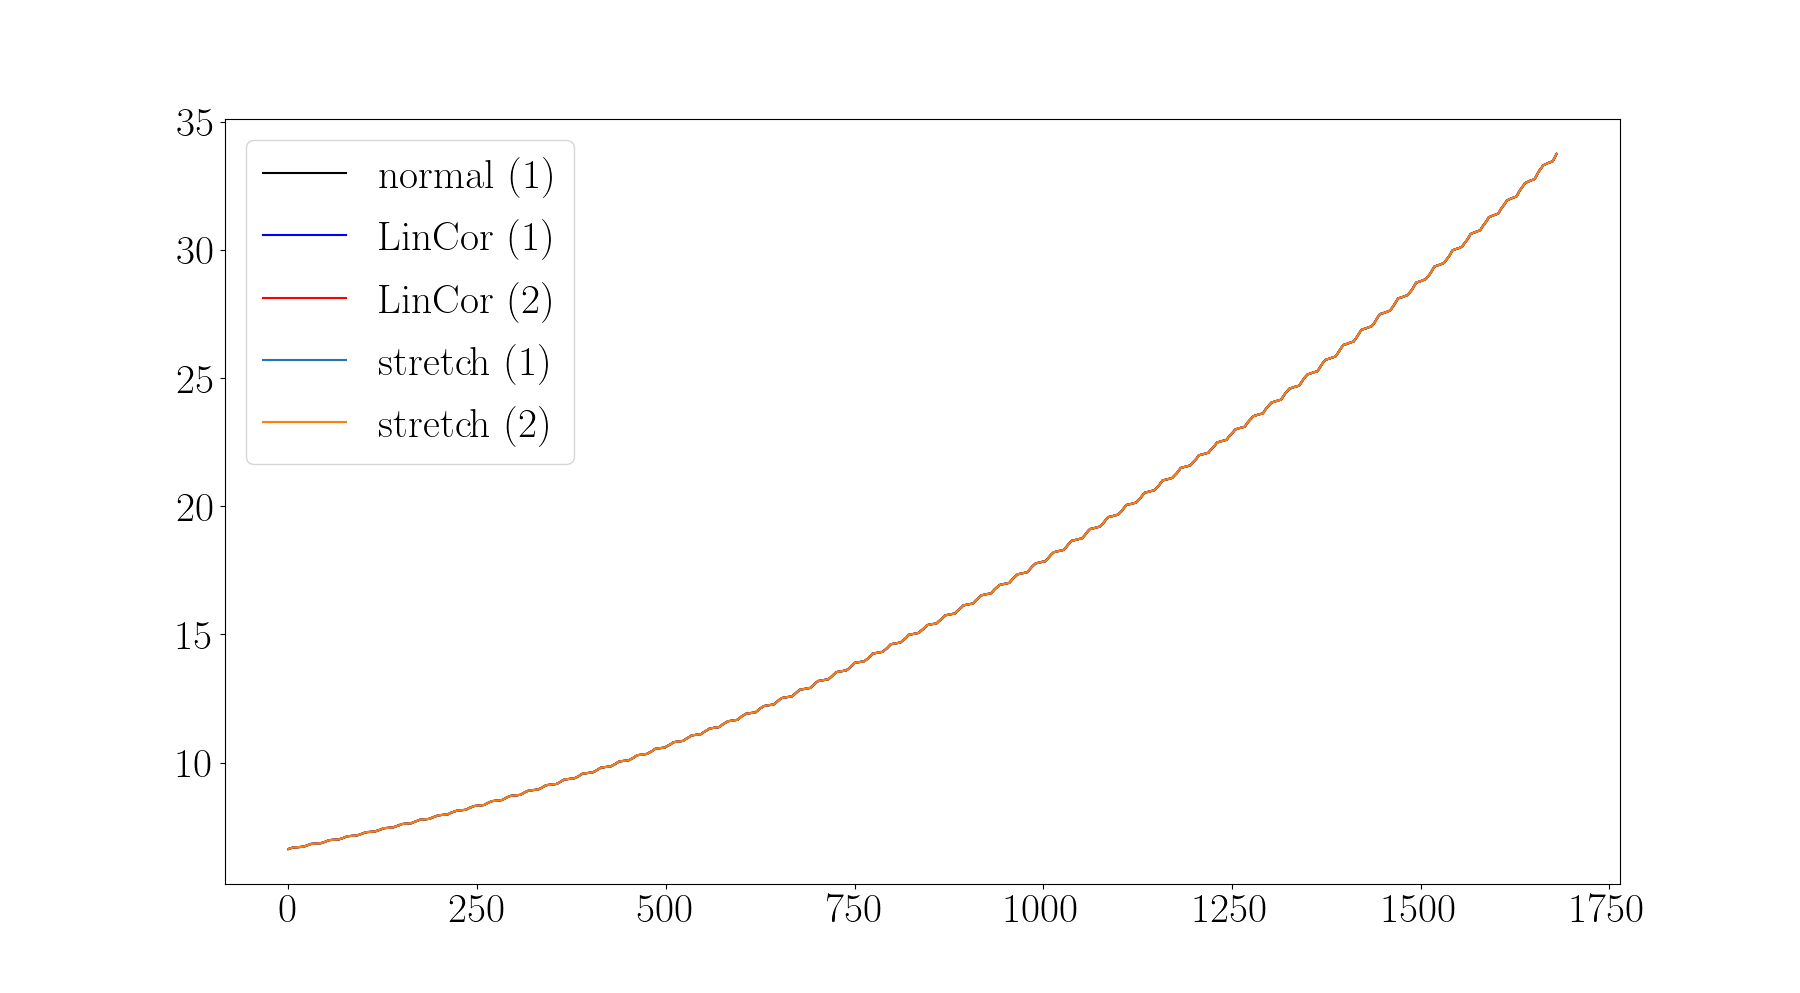 35
30
25
20
15
10
normal (1)
LinCor (1)
LinCor (2)
stretch (1)
stretch (2)
0 250 500 750 1000 1250 1500 1750